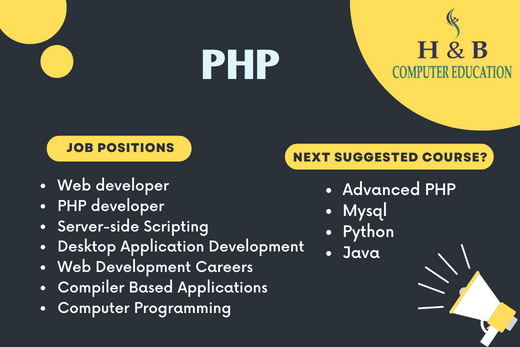 H & B
COMPUTER EDUCATION
PHP
JOB POSITIONS
• Web developer
• PHP developer
• Server-side Scripting
• Desktop Application Development
• Web Development Careers
• Compiler Based Applications
• Computer Programming
NEXT SUGGESTED COURSE?
• Advanced PHP
• Mysql
• Python
• Java